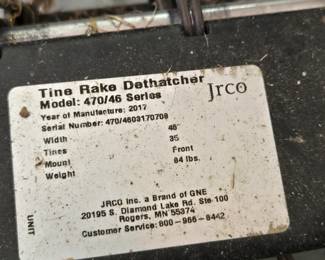 Tine Rake Dethatcher
Jrco
Model: 470/46 Series
Year of Manufacture: 2017
Serial Number: 470/4603170709
Width 46"
Tines 36
Mount Front
Weight 84 lbs.
JRCO Inc. a Brand of GNE
20195 S. Diamond Lake Rd. Ste 100
Rogers, MN 55374
Customer Service: 800-966-8442
UNIT